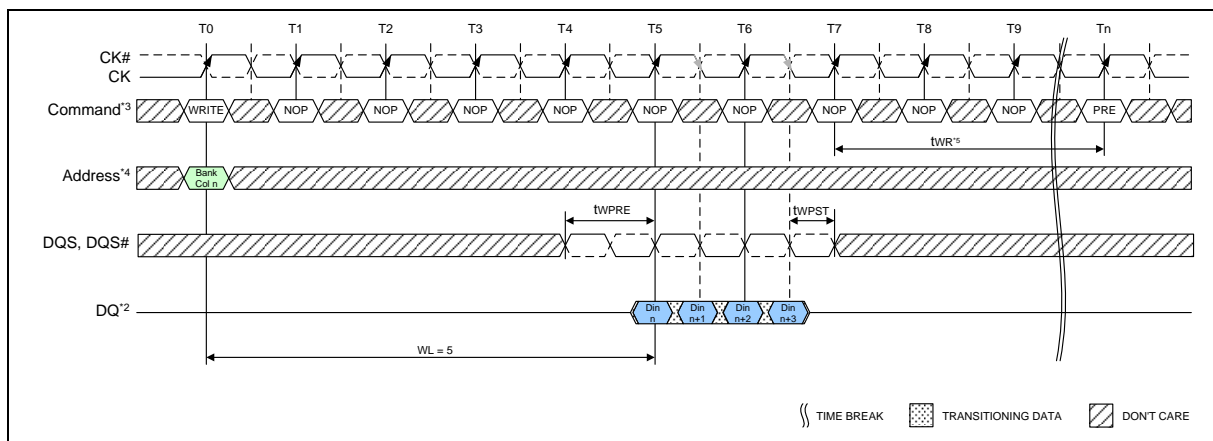 T0 T1 T2 T3 T4 T5 T6 T7 T8 T9 Tn
CK#
CK
Command*3 WRITE NOP NOP NOP NOP NOP NOP NOP NOP NOP PRE
tWR*5
Address*4 Bank
Col n
tWPRE tWPST
DQS, DQS#
DQ*2 Din n Din n+1 Din n+2 Din n+3
WL = 5
TIME BREAK TRANSITIONING DATA DON'T CARE